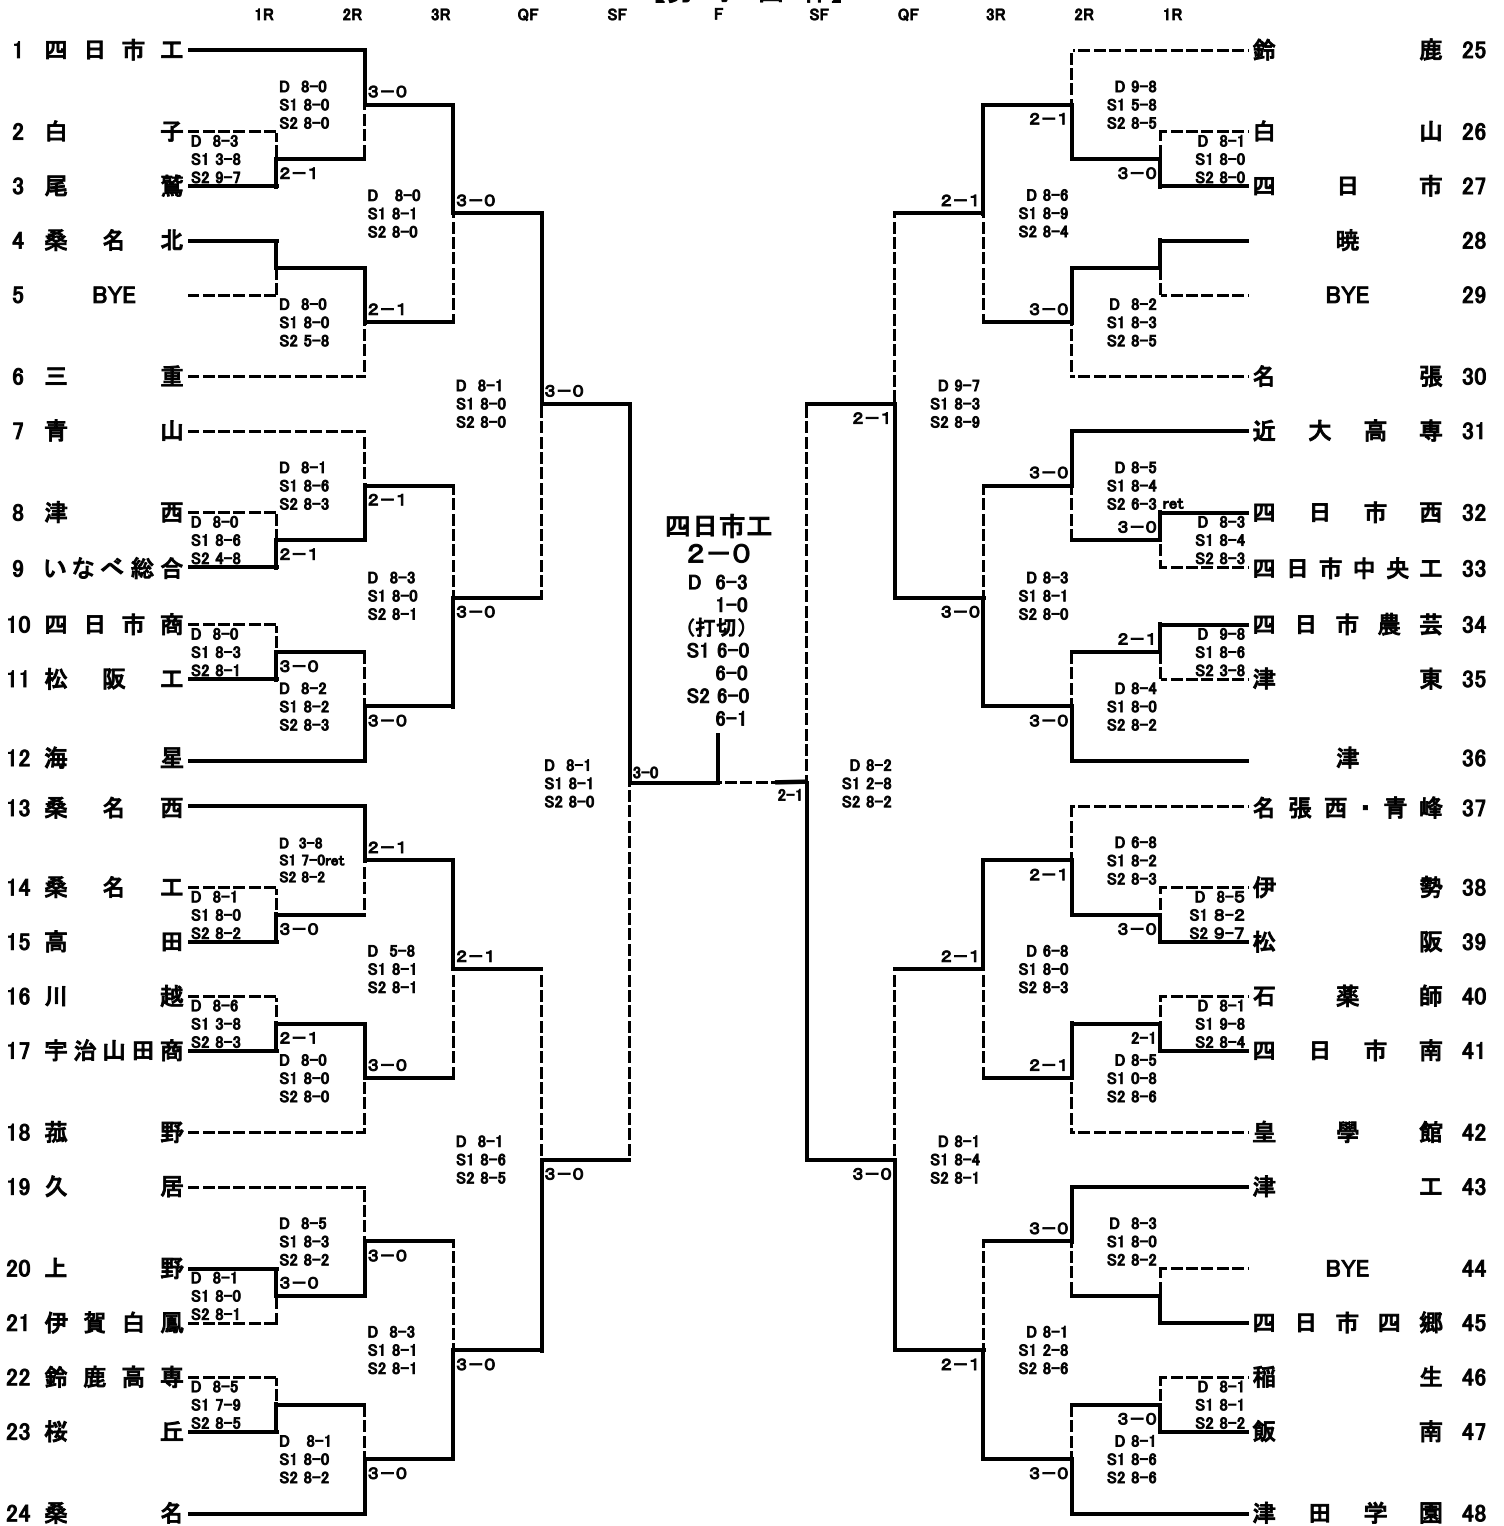 1R 2R 3R QF SF F SF QF 3R 2R 1R
1 四日市工
D 8-0
S1 8-0
S2 8-0
3-0
2 白子
D 8-3
S1 3-8
S2 9-7
2-1
3 尾鷲
D 8-0
S1 8-1
S2 8-0
3-0
4 桑名北
5 BYE
D 8-0
S1 8-0
S2 5-8
2-1
6 三重
D 8-1
S1 8-0
S2 8-0
3-0
7 青山
D 8-1
S1 8-6
S2 8-3
2-1
8 津西
D 8-0
S1 8-6
S2 4-8
2-1
9 いなべ総合
D 8-3
S1 8-0
S2 8-1
3-0
10 四日市商
D 8-0
S1 8-3
S2 8-1
3-0
11 松阪工
D 8-2
S1 8-2
S2 8-3
3-0
12 海星
D 8-1
S1 8-1
S2 8-0
3-0
13 桑名西
D 3-8
S1 7-0ret
S2 8-2
2-1
14 桑名工
D 8-1
S1 8-0
S2 8-2
3-0
15 高田
D 5-8
S1 8-1
S2 8-1
2-1
16 川越
D 8-6
S1 3-8
S2 8-3
2-1
17 宇治山田商
D 8-0
S1 8-0
S2 8-0
3-0
18 菰野
D 8-1
S1 8-6
S2 8-5
3-0
19 久居
D 8-5
S1 8-3
S2 8-2
3-0
20 上野
D 8-1
S1 8-0
S2 8-1
3-0
21 伊賀白鳳
D 8-3
S1 8-1
S2 8-1
3-0
22 鈴鹿高専
D 8-5
S1 7-9
S2 8-5
23 桜丘
D 8-1
S1 8-0
S2 8-2
3-0
24 桑名
四日市工
2-0
D 6-3
1-0
(打切)
S1 6-0
6-0
S2 6-0
6-1
鈴鹿 25
D 9-8
S1 5-8
S2 8-5
2-1
白山 26
D 8-1
S1 8-0
S2 8-0
3-0
四日市 27
D 8-6
S1 8-9
S2 8-4
2-1
暁 28
BYE 29
D 8-2
S1 8-3
S2 8-5
3-0
名張 30
D 9-7
S1 8-3
S2 8-9
2-1
近大高専 31
D 8-5
S1 8-4
S2 6-3 ret
3-0
四日市西 32
D 8-3
S1 8-4
S2 8-3
3-0
四日市中央工 33
D 8-3
S1 8-1
S2 8-0
3-0
四日市農芸 34
D 9-8
S1 8-6
S2 3-8
2-1
津東 35
D 8-4
S1 8-0
S2 8-2
3-0
津 36
D 8-2
S1 2-8
S2 8-2
2-1
名張西・青峰 37
D 6-8
S1 8-2
S2 8-3
2-1
伊勢 38
D 8-5
S1 8-2
S2 9-7
3-0
松阪 39
D 6-8
S1 8-0
S2 8-3
2-1
石薬師 40
D 8-1
S1 9-8
S2 8-4
2-1
四日市南 41
D 8-5
S1 0-8
S2 8-6
2-1
皇學館 42
D 8-1
S1 8-4
S2 8-1
3-0
津工 43
D 8-3
S1 8-0
S2 8-2
3-0
BYE 44
四日市四郷 45
D 8-1
S1 2-8
S2 8-6
2-1
稲生 46
D 8-1
S1 8-1
S2 8-2
3-0
飯南 47
D 8-1
S1 8-6
S2 8-6
3-0
津田学園 48